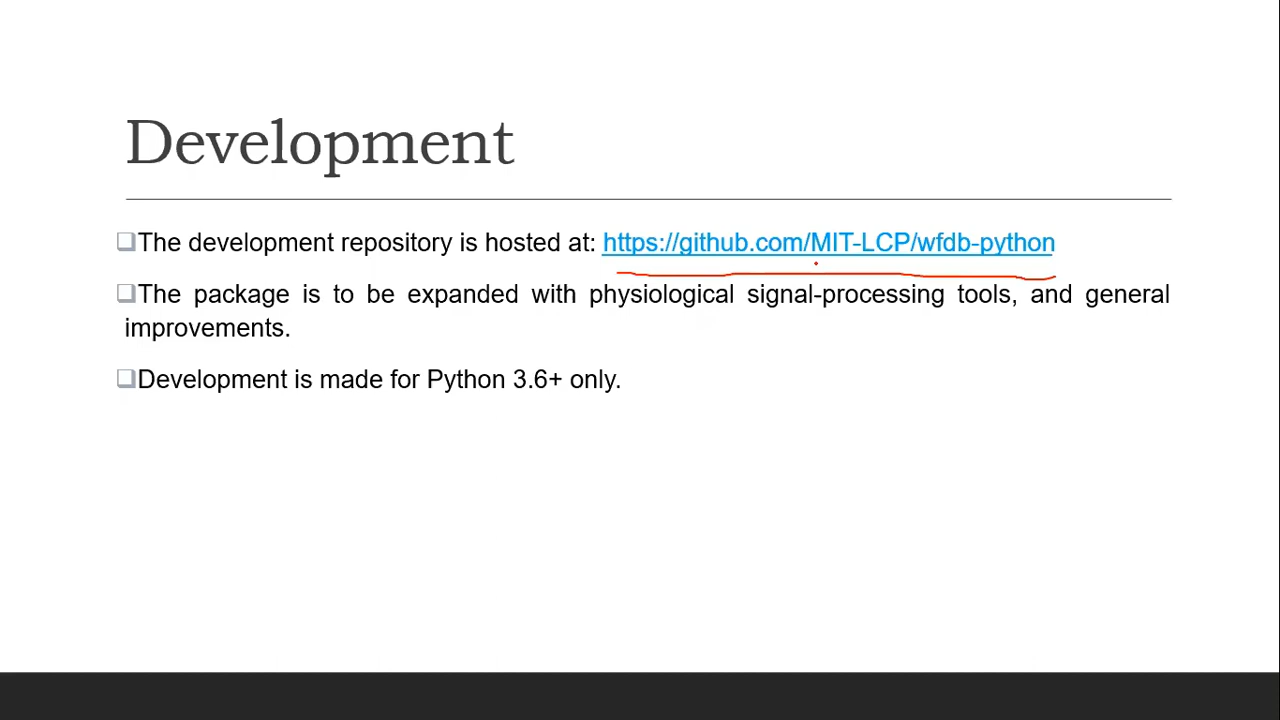 Development
The development repository is hosted at: https://github.com/MIT-LCP/wfdb-python
The package is to be expanded with physiological signal-processing tools, and general
improvements.
Development is made for Python 3.6+ only.